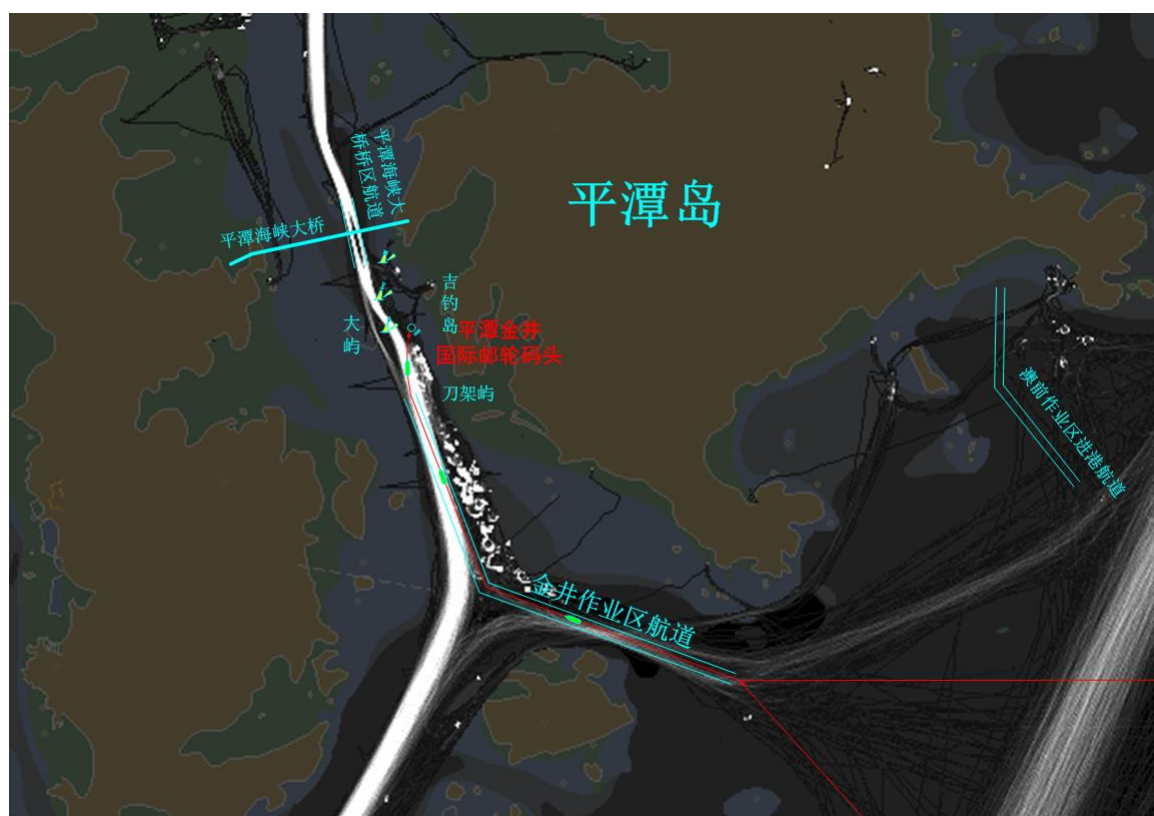 平潭海峡大
桥桥区航道
平潭岛
平潭海峡大桥
吉钓岛
大屿
平潭金井
国际邮轮码头
刀架屿
澳前作业区进港航道
金井作业区航道